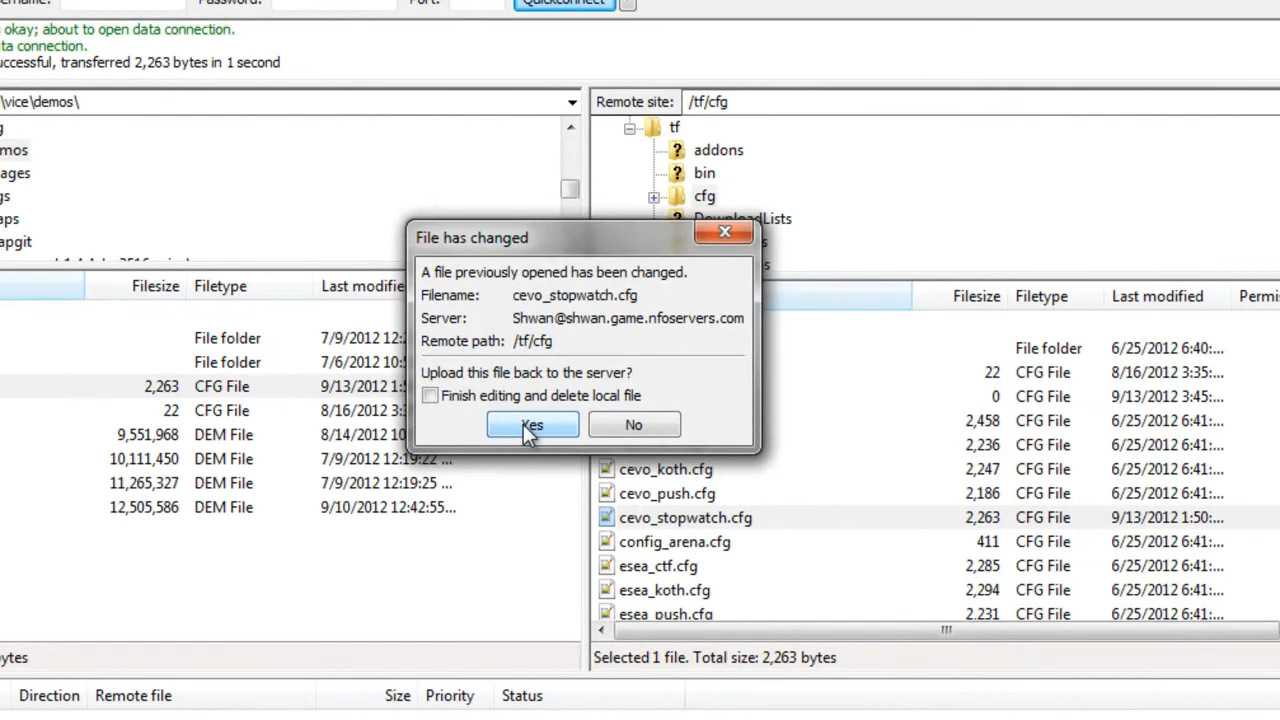 Password:
Port:
Quickconnect
okay; about to open data connection.
ta connection.
uccessful, transferred 2,263 bytes in 1 second
\vice\demos\
Remote site: /tf/cfg
g
mos
ages
gs
aps
apgit
tf
addons
bin
cfg
DownloadLists
s
s
Filesize Filetype Last modifie
File folder 7/9/2012 12:2
File folder 7/6/2012 10:5
2,263 CFG File 9/13/2012 1:
22 CFG File 8/16/2012 3:
9,551,968 DEM File 8/14/2012 10
10,111,450 DEM File 7/9/2012 12:19:22 ...
11,265,327 DEM File 7/9/2012 12:19:25 ...
12,505,586 DEM File 9/10/2012 12:42:55...
ytes
File has changed
A file previously opened has been changed.
Filename: cevo_stopwatch.cfg
Server: Shwan@shwan.game.nfoservers.com
Remote path: /tf/cfg
Upload this file back to the server?
Finish editing and delete local file
Yes No
Filesize Filetype Last modified Permi
File folder 6/25/2012 6:40:...
22 CFG File 8/16/2012 3:35:...
0 CFG File 9/13/2012 3:45:...
2,458 CFG File 6/25/2012 6:41:...
2,236 CFG File 6/25/2012 6:41:...
cevo_koth.cfg 2,247 CFG File 6/25/2012 6:41:...
cevo_push.cfg 2,186 CFG File 6/25/2012 6:41:...
cevo_stopwatch.cfg 2,263 CFG File 9/13/2012 1:50:...
config_arena.cfg 411 CFG File 6/25/2012 6:41:...
esea_ctf.cfg 2,285 CFG File 6/25/2012 6:41:...
esea_koth.cfg 2,294 CFG File 6/25/2012 6:41:...
esea_push.cfg 2,231 CFG File 6/25/2012 6:41:...
Selected 1 file. Total size: 2,263 bytes
Direction Remote file Size Priority Status